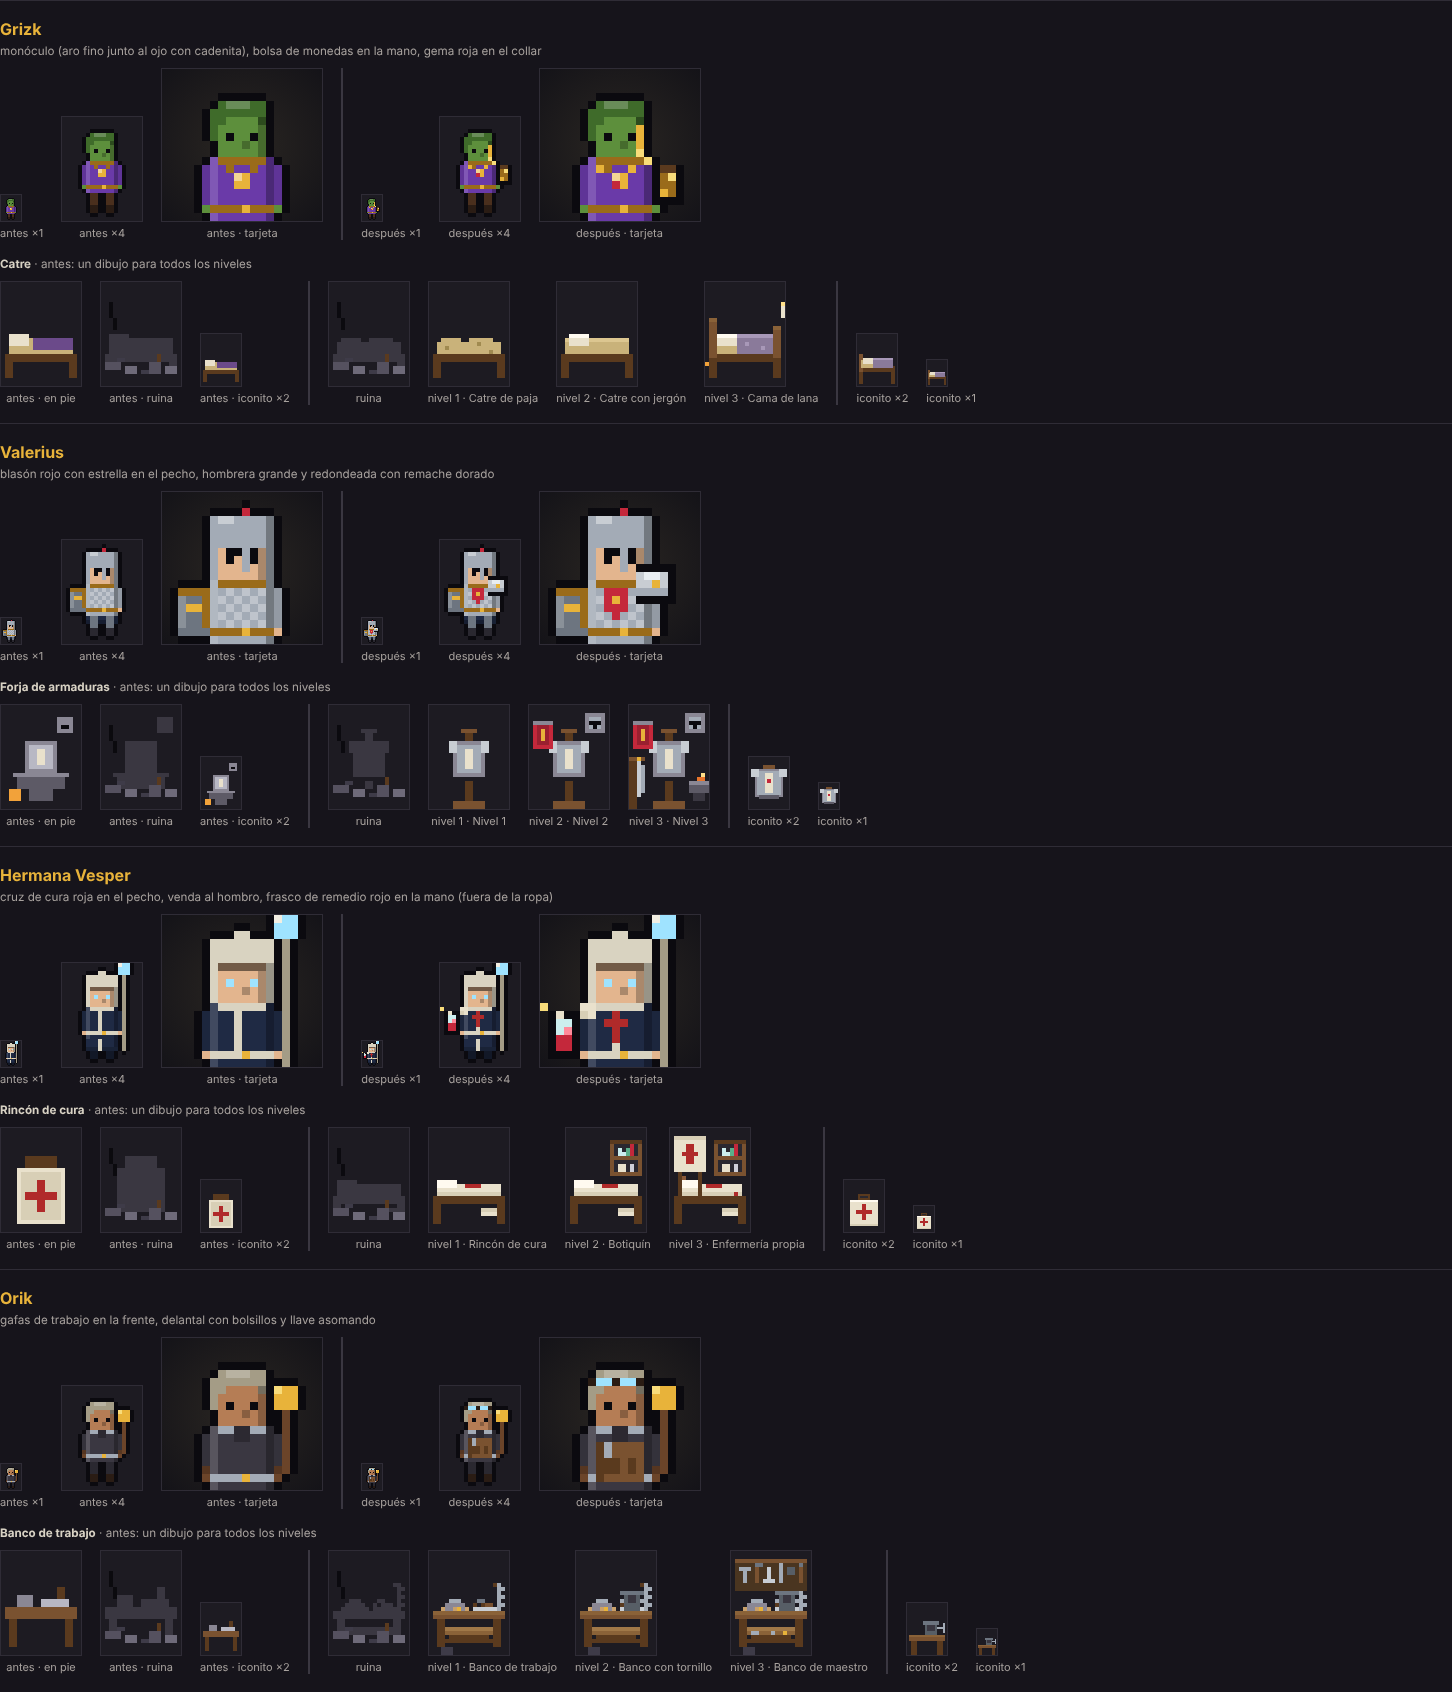 Grizk
monóculo (aro fino junto al ojo con cadenita), bolsa de monedas en la mano, gema roja en el collar
antes ×1 antes ×4 antes · tarjeta después ×1 después ×4 después · tarjeta
Catre · antes: un dibujo para todos los niveles
antes · en pie antes · ruina antes · iconito ×2 ruina nivel 1 · Catre de paja nivel 2 · Catre con jergón nivel 3 · Cama de lana iconito ×2 iconito ×1
Valerius
blasón rojo con estrella en el pecho, hombrera grande y redondeada con remache dorado
antes ×1 antes ×4 antes · tarjeta después ×1 después ×4 después · tarjeta
Forja de armaduras · antes: un dibujo para todos los niveles
antes · en pie antes · ruina antes · iconito ×2 ruina nivel 1 · Nivel 1 nivel 2 · Nivel 2 nivel 3 · Nivel 3 iconito ×2 iconito ×1
Hermana Vesper
cruz de cura roja en el pecho, venda al hombro, frasco de remedio rojo en la mano (fuera de la ropa)
antes ×1 antes ×4 antes · tarjeta después ×1 después ×4 después · tarjeta
Rincón de cura · antes: un dibujo para todos los niveles
antes · en pie antes · ruina antes · iconito ×2 ruina nivel 1 · Rincón de cura nivel 2 · Botiquín nivel 3 · Enfermería propia iconito ×2 iconito ×1
Orik
gafas de trabajo en la frente, delantal con bolsillos y llave asomando
antes ×1 antes ×4 antes · tarjeta después ×1 después ×4 después · tarjeta
Banco de trabajo · antes: un dibujo para todos los niveles
antes · en pie antes · ruina antes · iconito ×2 ruina nivel 1 · Banco de trabajo nivel 2 · Banco con tornillo nivel 3 · Banco de maestro iconito ×2 iconito ×1